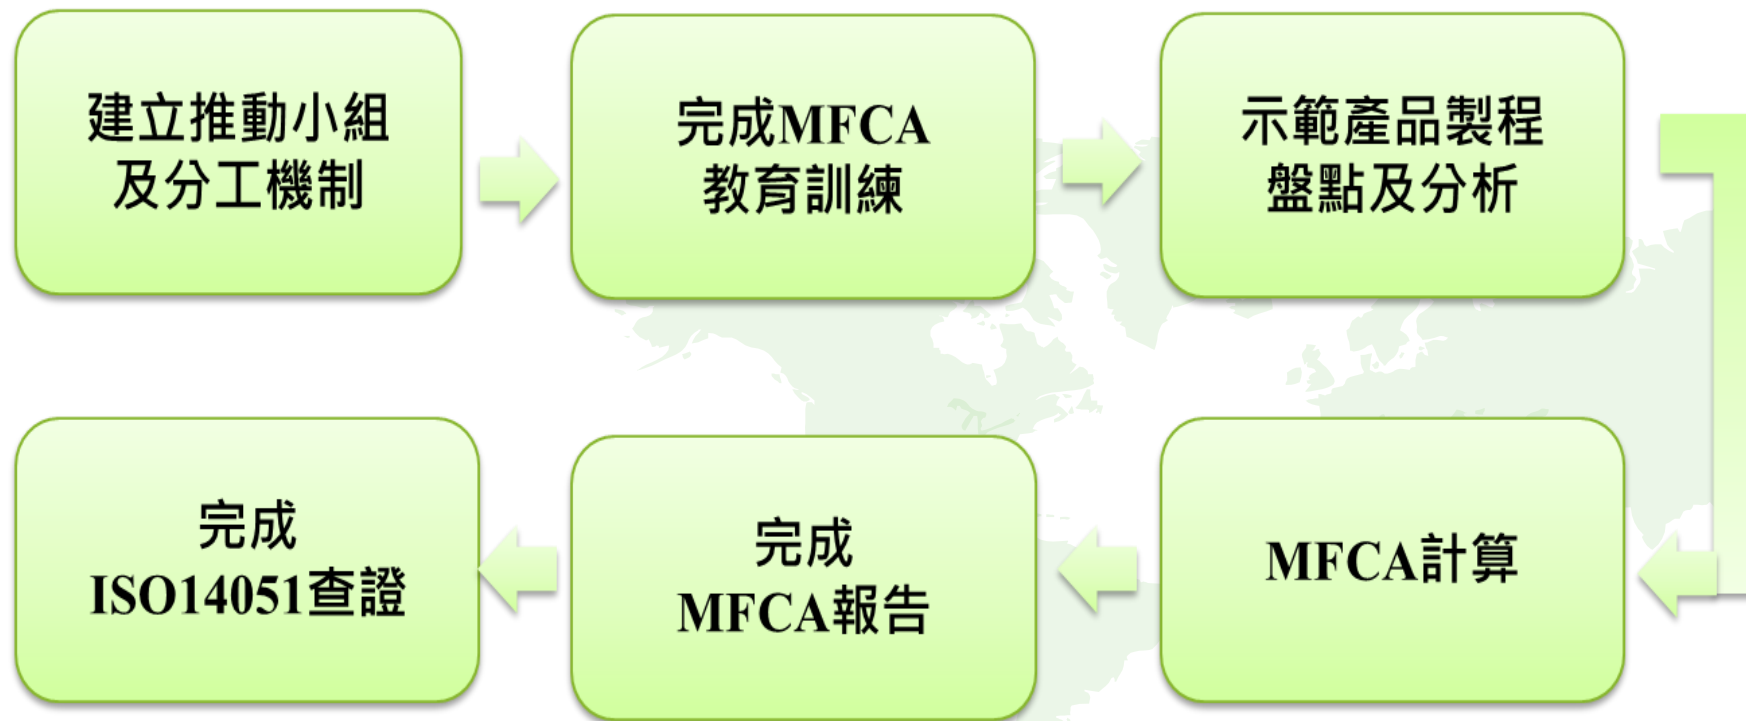 建立推動小組
及分工機制
完成MFCA
教育訓練
示範產品製程
盤點及分析
MFCA計算
完成
MFCA報告
完成
ISO14051查證